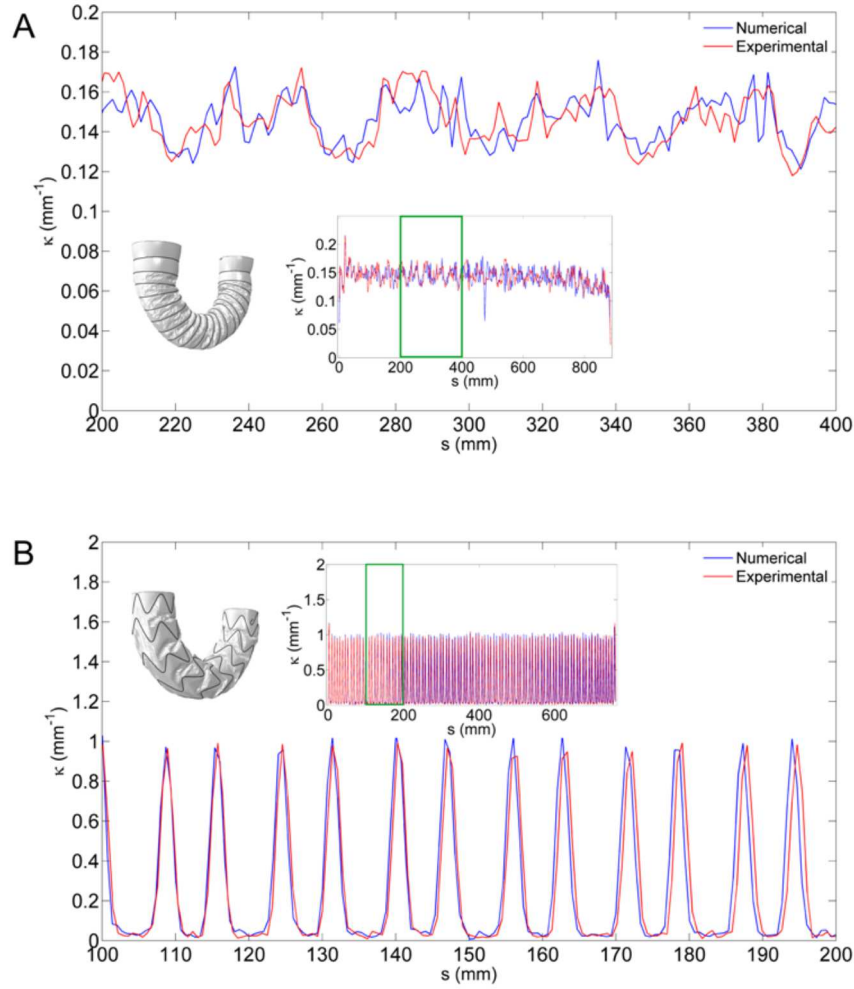 A
0.2
0.18
0.16
0.14
0.12
0.1
0.08
0.06
0.04
0.02
0
κ (mm⁻¹)
200 220 240 260 280 300 320 340 360 380 400
s (mm)
Numerical
Experimental
0.2
0.15
0.1
0.05
0
κ (mm⁻¹)
0 200 400 600 800
s (mm)
B
2
1.8
1.6
1.4
1.2
1
0.8
0.6
0.4
0.2
0
κ (mm⁻¹)
100 110 120 130 140 150 160 170 180 190 200
s (mm)
Numerical
Experimental
2
1.5
1
0.5
0
κ (mm⁻¹)
0 200 400 600
s (mm)